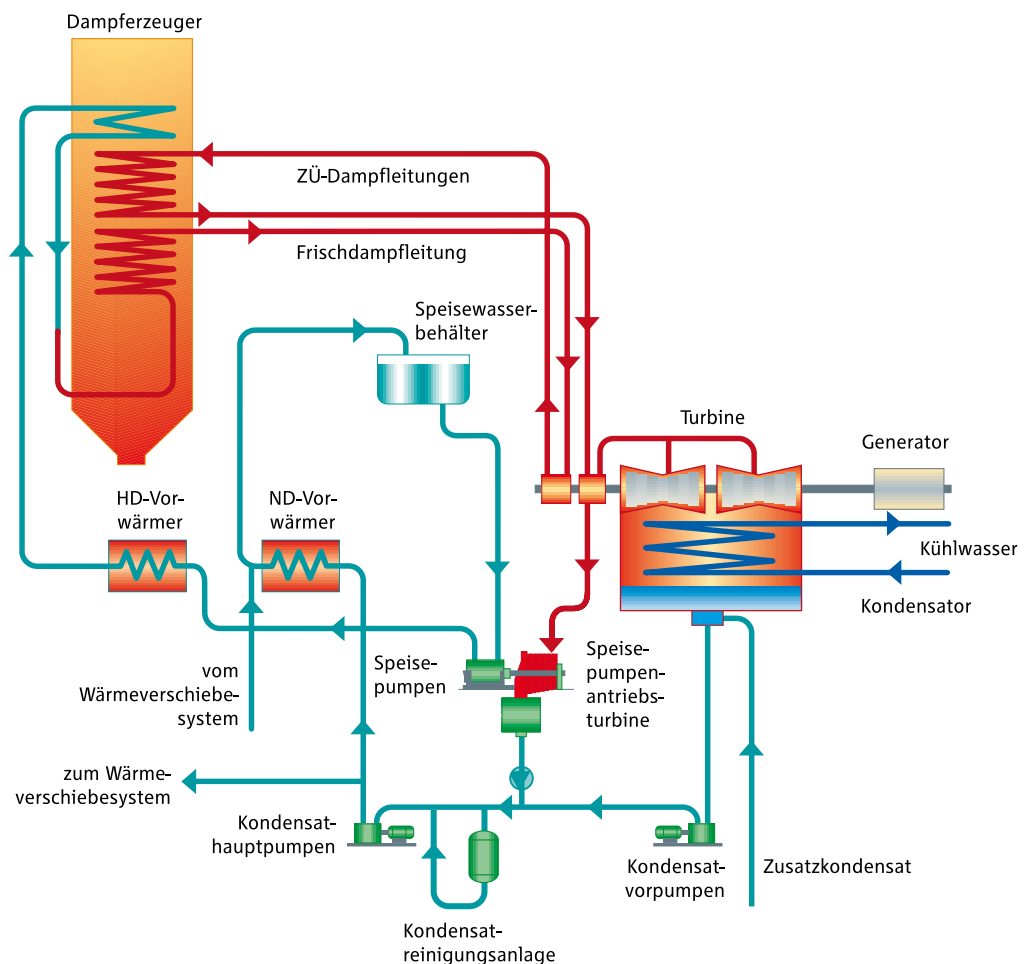 Dampferzeuger
ZÜ-Dampfleitungen
Frischdampfleitung
Speisewasser-
behälter
Turbine
Generator
HD-Vor-
wärmer
ND-Vor-
wärmer
Kühlwasser
Kondensator
vom
Wärmeverschiebe-
system
Speise-
pumpen
Speise-
pumpen-
antriebs-
turbine
zum Wärme-
verschiebesystem
Kondensat-
hauptpumpen
Kondensat-
vorpumpen
Zusatzkondensat
Kondensat-
reinigungsanlage